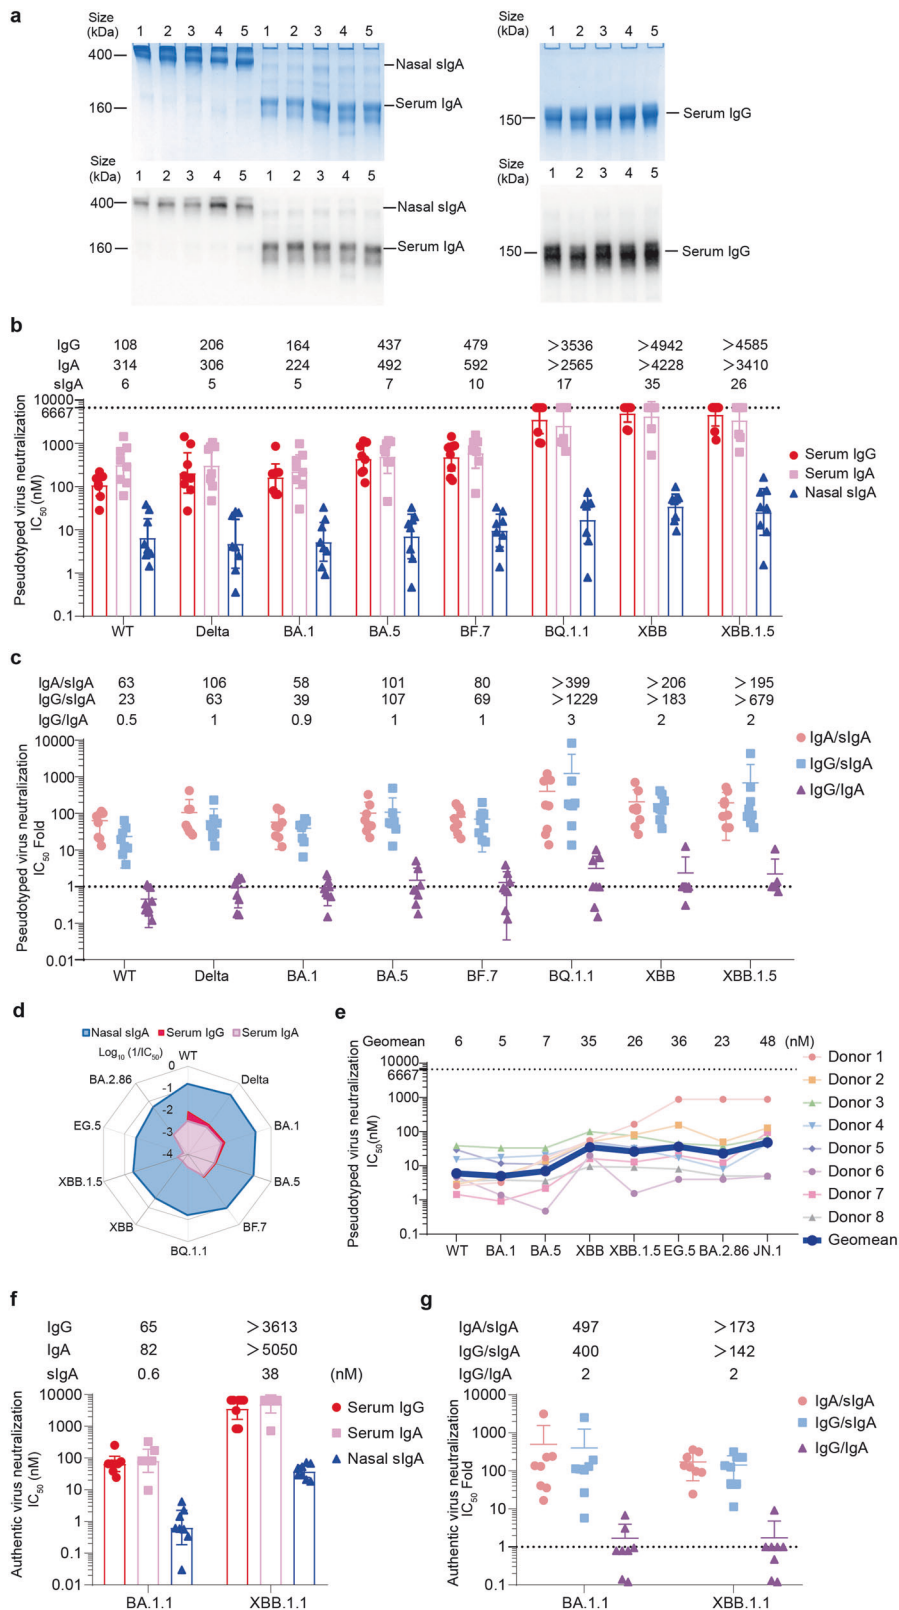 a
Size
(kDa)
1 2 3 4 5 1 2 3 4 5
400
Nasal sIgA
160
Serum IgA
Size
(kDa)
1 2 3 4 5
150
Serum IgG
Size
(kDa)
1 2 3 4 5 1 2 3 4 5
400
Nasal sIgA
160
Serum IgA
Size
(kDa)
1 2 3 4 5
150
Serum IgG
b
IgG 108 206 164 437 479 >3536 >4942 >4585
IgA 314 306 224 492 592 >2565 >4228 >3410
sIgA 6 5 5 7 10 17 35 26
Pseudotyped virus neutralization
IC50 (nM)
10000
6667
1000
100
10
1
0.1
WT Delta BA.1 BA.5 BF.7 BQ.1.1 XBB XBB.1.5
Serum IgG
Serum IgA
Nasal sIgA
c
IgA/sIgA 63 106 58 101 80 >399 >206 >195
IgG/sIgA 23 63 39 107 69 >1229 >183 >679
IgG/IgA 0.5 1 0.9 1 1 3 2 2
Pseudotyped virus neutralization
IC50 Fold
10000
1000
100
10
1
0.1
0.01
WT Delta BA.1 BA.5 BF.7 BQ.1.1 XBB XBB.1.5
IgA/sIgA
IgG/sIgA
IgG/IgA
d
Nasal sIgA Serum IgG Serum IgA
Log10 (1/IC50)
WT
Delta
BA.1
BA.5
BF.7
BQ.1.1
XBB
XBB.1.5
EG.5
BA.2.86
0
-1
-2
-3
-4
e
Geomean 6 5 7 35 26 36 23 48 (nM)
Pseudotyped virus neutralization
IC50(nM)
10000
6667
1000
100
10
1
0.1
WT BA.1 BA.5 XBB XBB.1.5 EG.5 BA.2.86 JN.1
Donor 1
Donor 2
Donor 3
Donor 4
Donor 5
Donor 6
Donor 7
Donor 8
Geomean
f
IgG 65 >3613
IgA 82 >5050
sIgA 0.6 38 (nM)
Authentic virus neutralization
IC50 (nM)
10000
1000
100
10
1
0.1
0.01
BA.1.1 XBB.1.1
Serum IgG
Serum IgA
Nasal sIgA
g
IgA/sIgA 497 >173
IgG/sIgA 400 >142
IgG/IgA 2 2
Authentic virus neutralization
IC50 Fold
10000
1000
100
10
1
0.1
BA.1.1 XBB.1.1
IgA/sIgA
IgG/sIgA
IgG/IgA